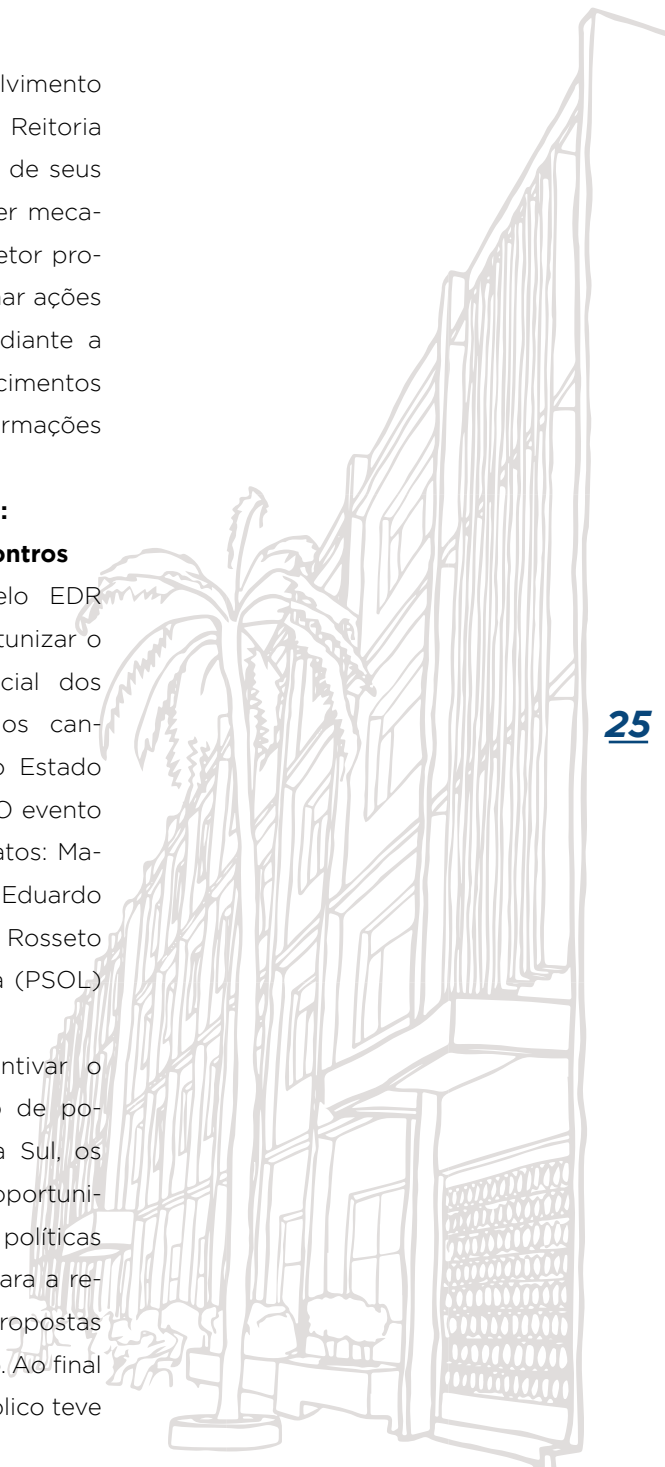 lvimento
Reitoria
de seus
er meca-
etor pro-
ar ações
diante a
cimentos
ormações
:
ontros
elo EDR
tunizar o
cial dos
os can-
o Estado
O evento
atos: Ma-
Eduardo
Rosseto
a (PSOL)
25
ntivar o
o de po-
a Sul, os
oportuni-
políticas
ara a re-
ropostas
. Ao final
lico teve